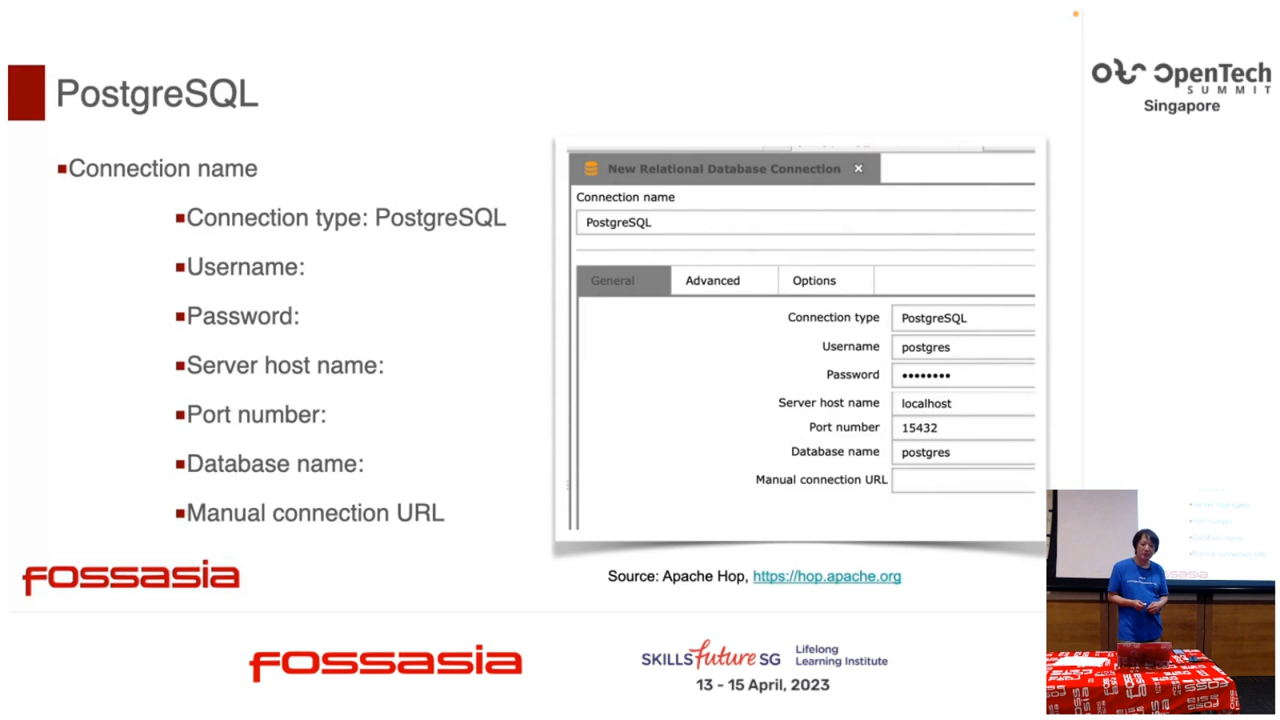 PostgreSQL
Connection name
Connection type: PostgreSQL
Username:
Password:
Server host name:
Port number:
Database name:
Manual connection URL
fossasia
New Relational Database Connection
Connection name
PostgreSQL
General
Advanced
Options
Connection type
PostgreSQL
Username
postgres
Password
••••••••
Server host name
localhost
Port number
15432
Database name
postgres
Manual connection URL
Source: Apache Hop, https://hop.apache.org
OpenTech
SUMMIT
Singapore
fossasia
SKILLS future SG
Lifelong
Learning Institute
13 - 15 April, 2023